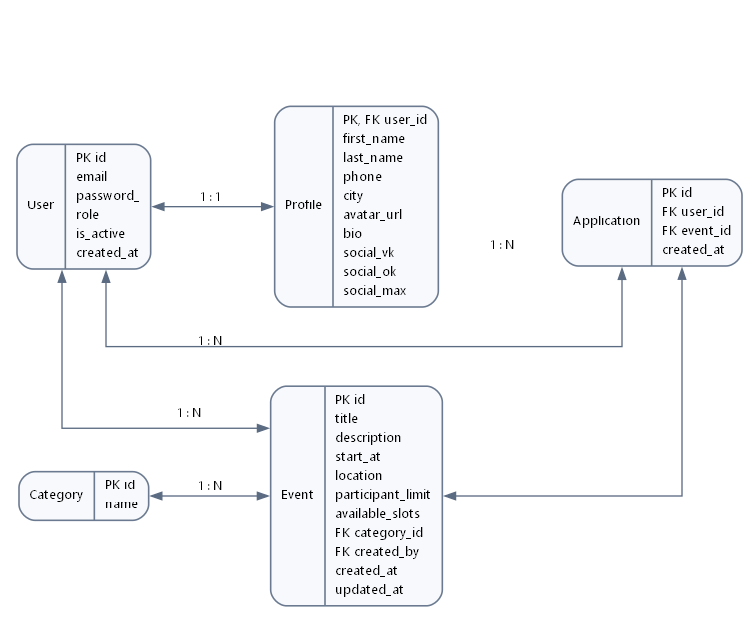 User
PK id
email
password_
role
is_active
created_at
1 : 1
Profile
PK, FK user_id
first_name
last_name
phone
city
avatar_url
bio
social_vk
social_ok
social_max
1 : N
Application
PK id
FK user_id
FK event_id
created_at
1 : N
1 : N
Category
PK id
name
1 : N
Event
PK id
title
description
start_at
location
participant_limit
available_slots
FK category_id
FK created_by
created_at
updated_at